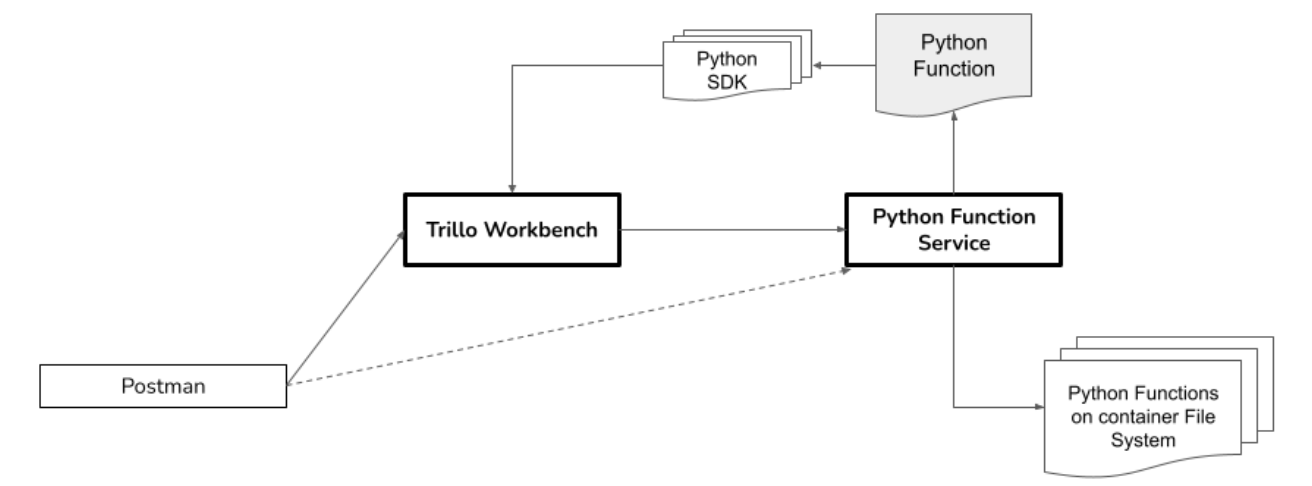 Python
Function
Python
SDK
Trillo Workbench
Python Function
Service
Postman
Python Functions
on container File
System